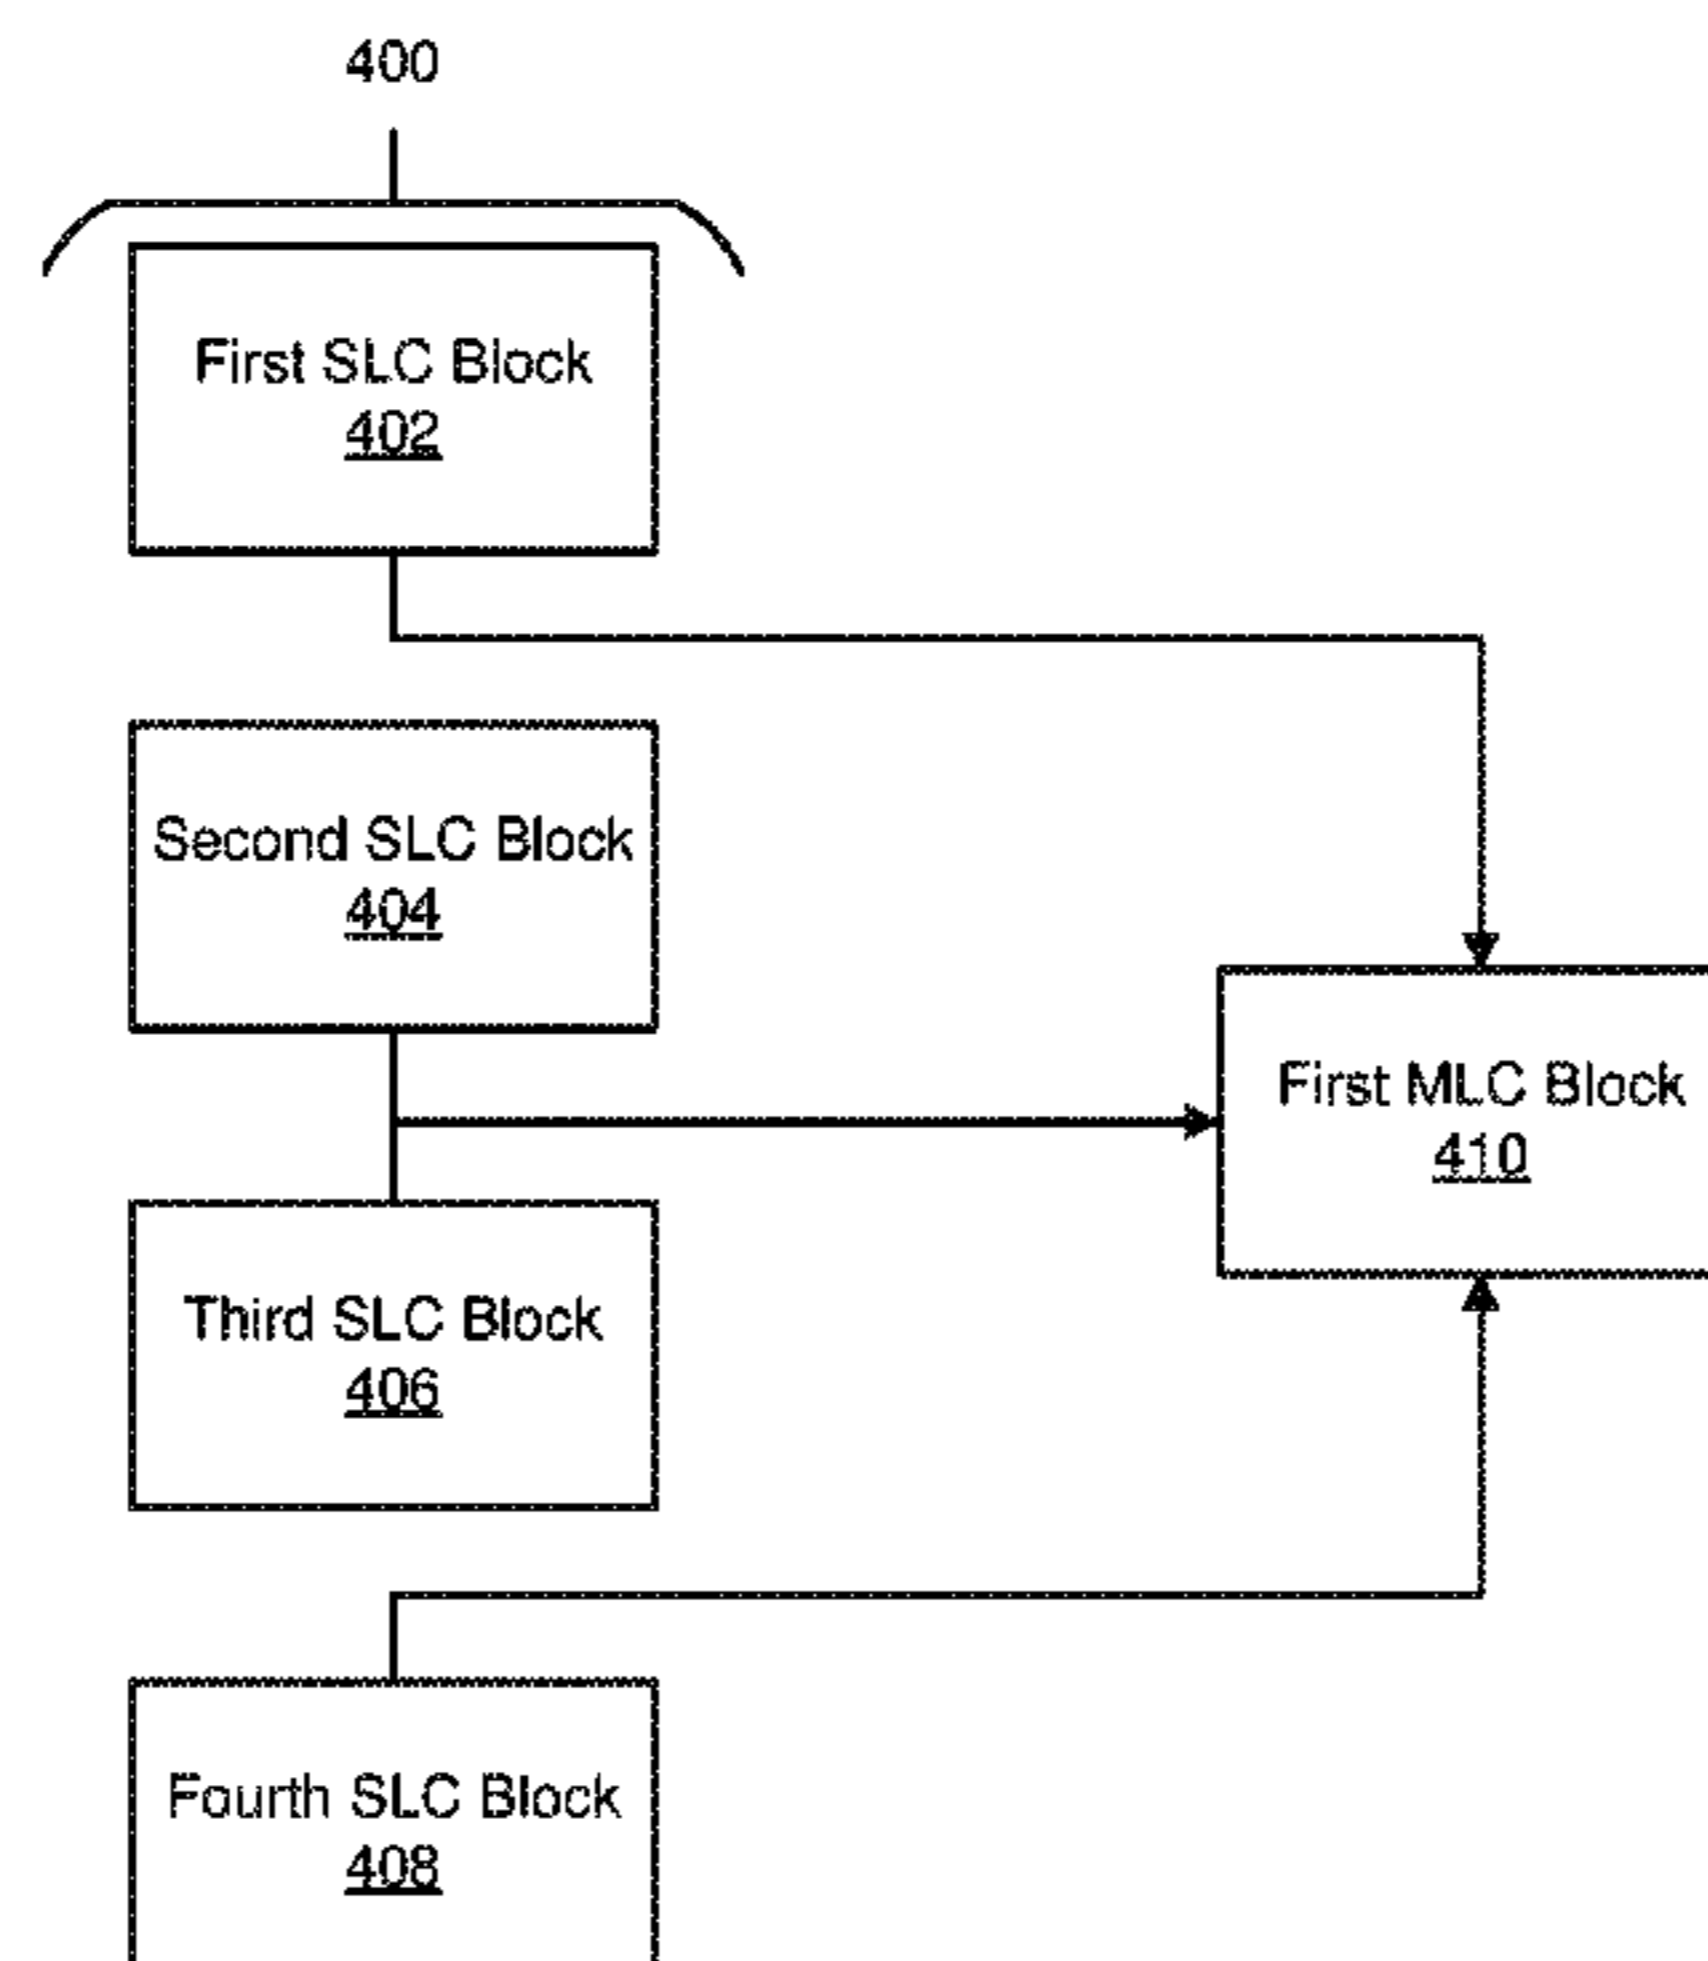 400
First SLC Block
402
Second SLC Block
404
First MLC Block
410
Third SLC Block
406
Fourth SLC Block
408